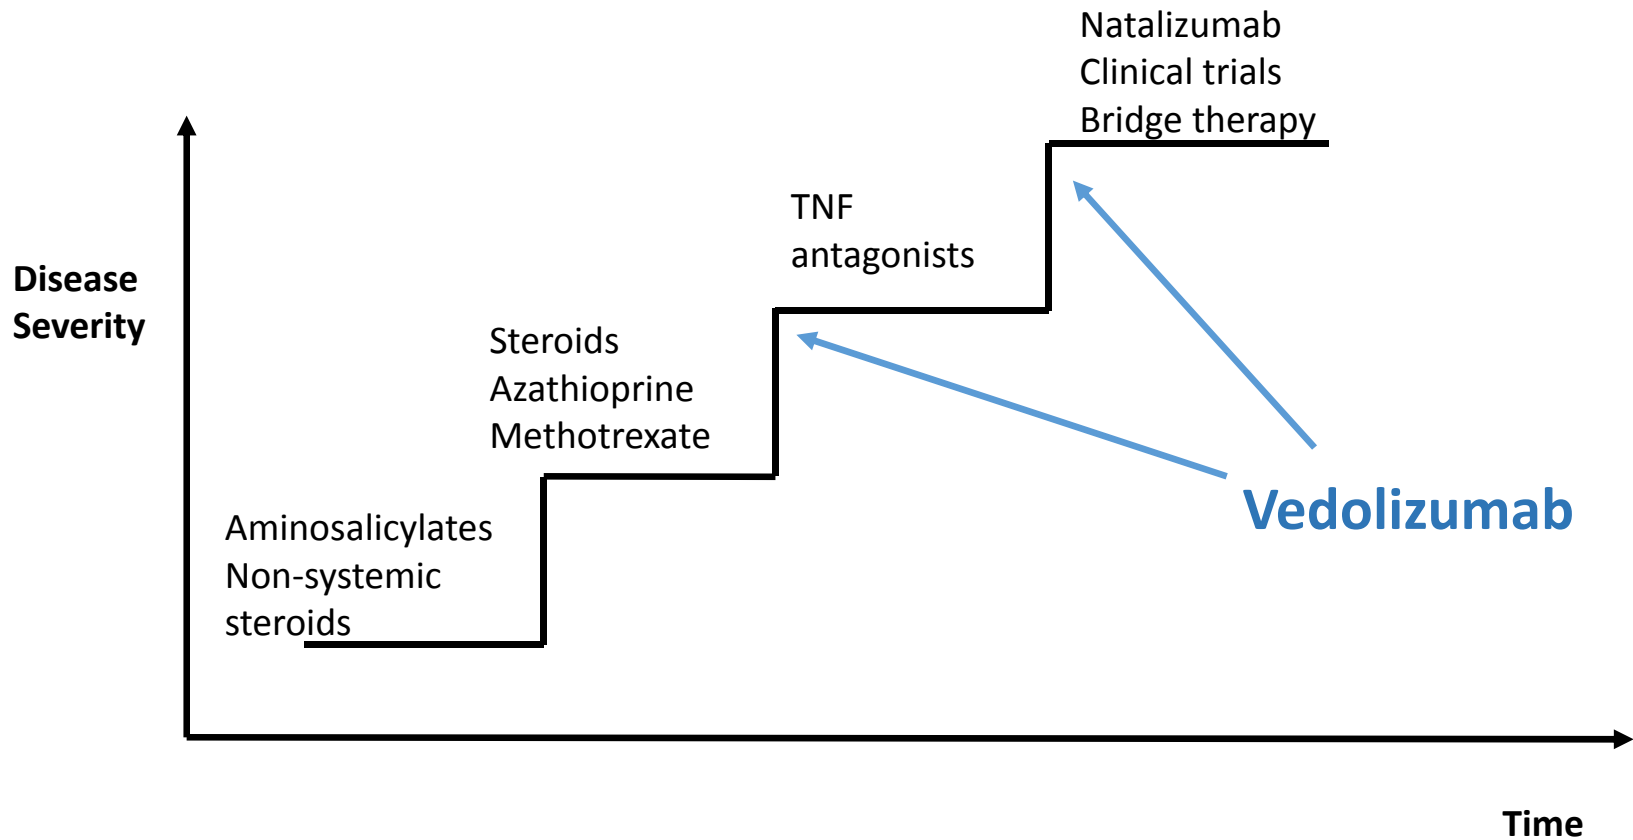 Natalizumab
Clinical trials
Bridge therapy
TNF
antagonists
Disease
Severity
Steroids
Azathioprine
Methotrexate
Aminosalicylates
Non-systemic
steroids
Vedolizumab
Time